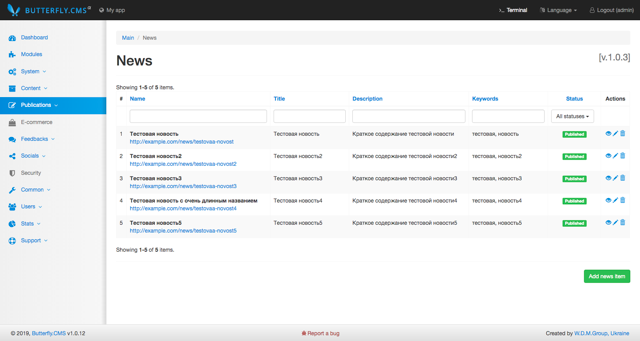 BUTTERFLY.CMS
My app
Terminal
Language
Logout (admin)
Dashboard
Modules
System
Content
Publications
E-commerce
Feedbacks
Socials
Security
Common
Users
Stats
Support
Main / News
News
[v.1.0.3]
Showing 1-5 of 5 items.
# Name Title Description Keywords Status Actions
All statuses
1 Тестовая новость Тестовая новость Краткое содержание тестовой новости тестовая, новость Published
http://example.com/news/testovaa-novost
2 Тестовая новость2 Тестовая новость2 Краткое содержание тестовой новости2 тестовая, новость2 Published
http://example.com/news/testovaa-novost2
3 Тестовая новость3 Тестовая новость3 Краткое содержание тестовой новости3 тестовая, новость3 Published
http://example.com/news/testovaa-novost3
4 Тестовая новость с очень длинным названием Тестовая новость4 Краткое содержание тестовой новости4 тестовая, новость4 Published
http://example.com/news/testovaa-novost4
5 Тестовая новость5 Тестовая новость5 Краткое содержание тестовой новости5 тестовая, новость5 Published
http://example.com/news/testovaa-novost5
Showing 1-5 of 5 items.
Add news item
© 2019, Butterfly.CMS v1.0.12
Report a bug
Created by W.D.M.Group, Ukraine